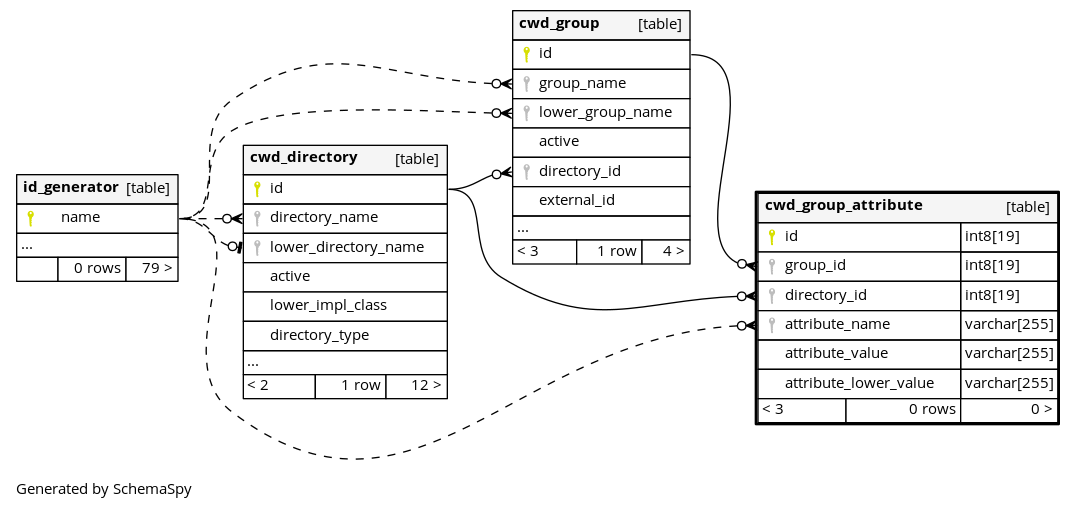 id_generator [table]
name
...
0 rows 79 >
cwd_directory [table]
id
directory_name
lower_directory_name
active
lower_impl_class
directory_type
...
< 2 1 row 12 >
cwd_group [table]
id
group_name
lower_group_name
active
directory_id
external_id
...
< 3 1 row 4 >
cwd_group_attribute [table]
id int8[19]
group_id int8[19]
directory_id int8[19]
attribute_name varchar[255]
attribute_value varchar[255]
attribute_lower_value varchar[255]
< 3 0 rows 0 >
Generated by SchemaSpy